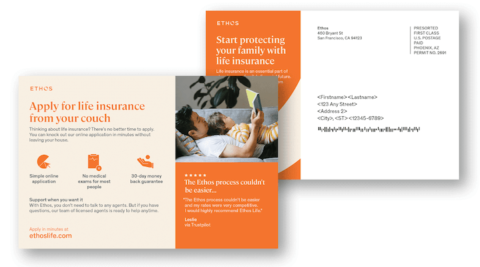 ETHOS
Start protecting
your family with
life insurance
Life insurance is an essential part of
future.
Ethos
460 Bryant St
San Francisco, CA 94103
PRESORTED
FIRST CLASS
U.S. POSTAGE
PAID
PHOENIX, AZ
<Firstname><Lastname>
<123 Any Street>
<Address 2>
<City>, <ST> <12345-6789>
ETHOS
Apply for life insurance
from your couch
Thinking about life insurance? There's no better time to apply.
You can knock out our online application in minutes without
leaving your house.
Simple online
application
No medical
exams for most
people
30-day money
back guarantee
Support when you want it
With Ethos, you don't need to talk to any agents. But if you have
questions, our team of licensed agents is ready to help anytime.
Apply in minutes at
ethoslife.com
The Ethos process couldn't
be easier...
"The Ethos process couldn't be easier
and my rates were very competitive.
I would highly recommend Ethos Life."
Leslie
via Trustpilot